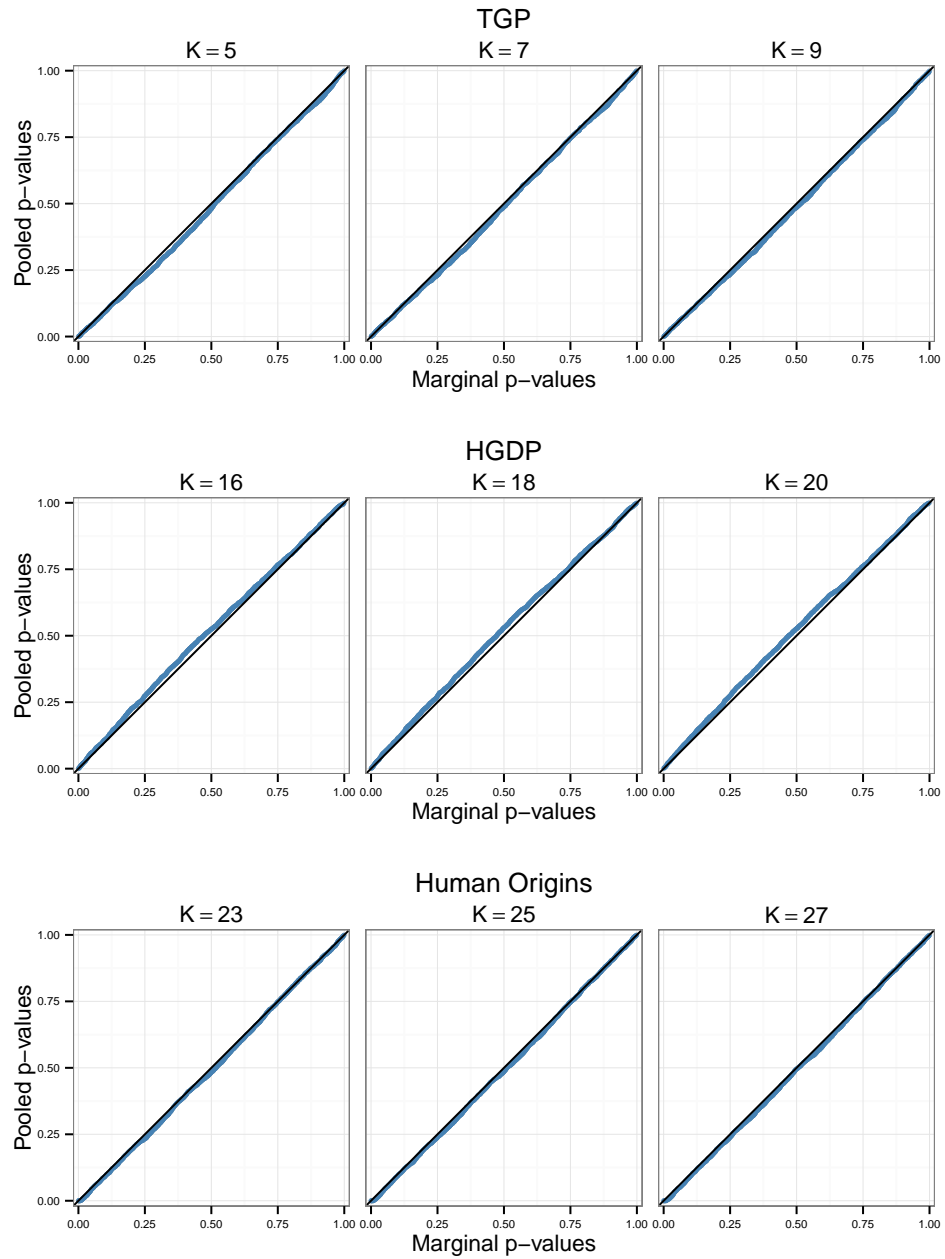 TGP
K = 5 K = 7 K = 9
1.00
0.75
0.50
0.25
0.00
Pooled p−values
0.00 0.25 0.50 0.75 1.00 0.00 0.25 0.50 0.75 1.00 0.00 0.25 0.50 0.75 1.00
Marginal p−values
HGDP
K = 16 K = 18 K = 20
1.00
0.75
0.50
0.25
0.00
Pooled p−values
0.00 0.25 0.50 0.75 1.00 0.00 0.25 0.50 0.75 1.00 0.00 0.25 0.50 0.75 1.00
Marginal p−values
Human Origins
K = 23 K = 25 K = 27
1.00
0.75
0.50
0.25
0.00
Pooled p−values
0.00 0.25 0.50 0.75 1.00 0.00 0.25 0.50 0.75 1.00 0.00 0.25 0.50 0.75 1.00
Marginal p−values